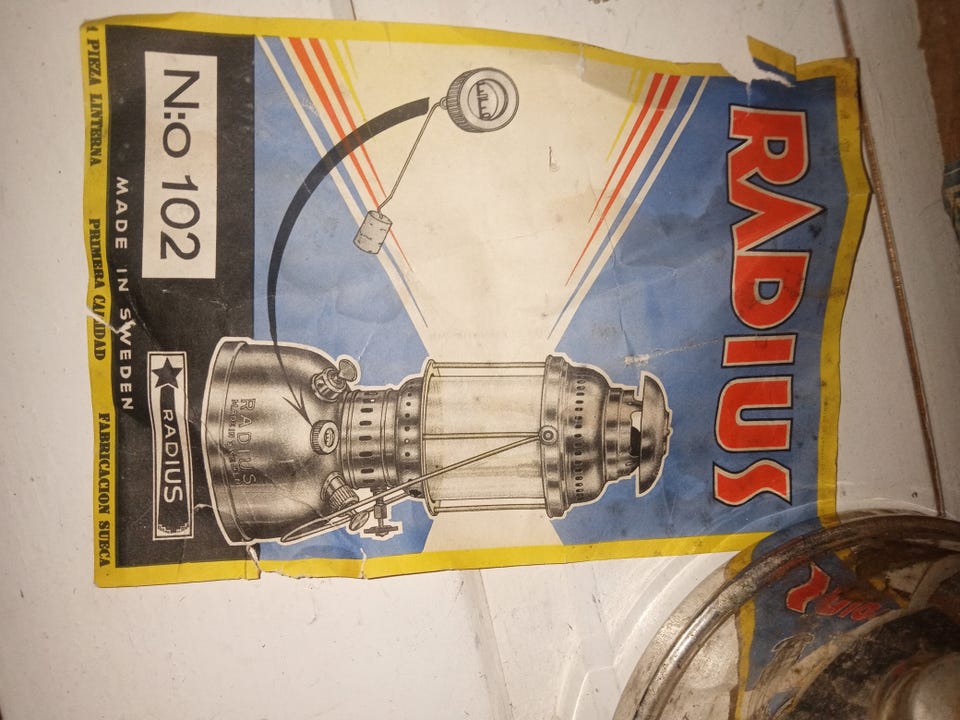 RADIUS
RADIUS
N:o 102
RADIUS
MADE IN SWEDEN
1 PIEZA LINTERNA PRIMERA CALIDAD FABRICACION SUECA